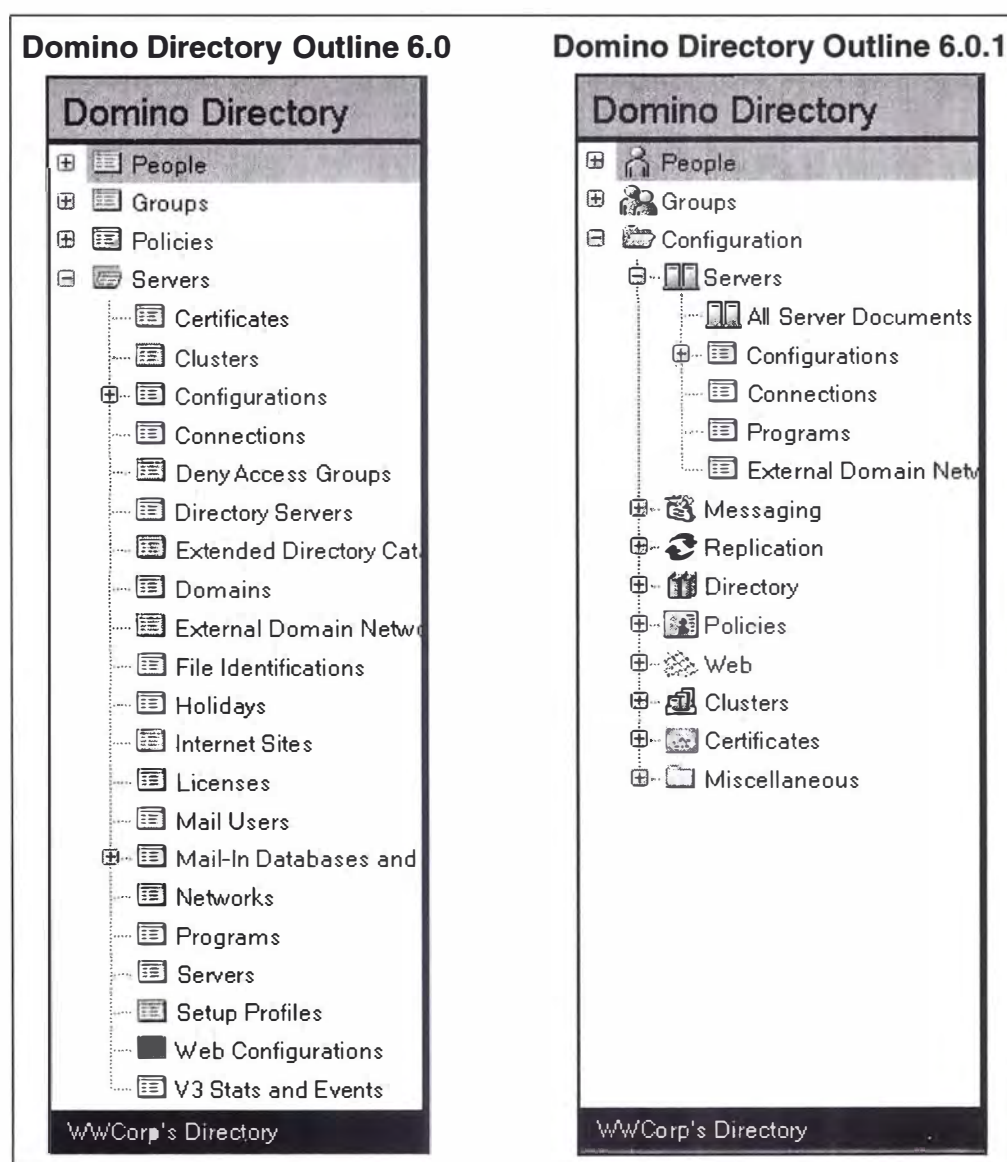 Domino Directory Outline 6.0
Domino Directory
People
Groups
Policies
Servers
Certificates
Clusters
Configurations
Connections
Deny Access Groups
Directory Servers
Extended Directory Cat
Domains
External Domain Netwo
File Identifications
Holidays
Internet Sites
Licenses
Mail Users
Mail-In Databases and
Networks
Programs
Servers
Setup Profiles
Web Configurations
V3 Stats and Events
WWCorp's Directory
Domino Directory Outline 6.0.1
Domino Directory
People
Groups
Configuration
Servers
All Server Documents
Configurations
Connections
Programs
External Domain Netw
Messaging
Replication
Directory
Policies
Web
Clusters
Certificates
Miscellaneous
WWCorp's Directory